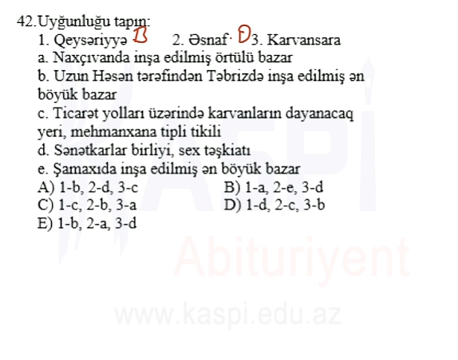 42.Uyğunluğu tapın:
1. Qeysəriyyə B 2. Əsnaf D 3. Karvansara
a. Naxçıvanda inşa edilmiş örtülü bazar
b. Uzun Həsən tərəfindən Təbrizdə inşa edilmiş ən
böyük bazar
c. Ticarət yolları üzərində karvanların dayanacaq
yeri, mehmanxana tipli tikili
d. Sənətkarlar birliyi, sex təşkiatı
e. Şamaxıda inşa edilmiş ən böyük bazar
A) 1-b, 2-d, 3-c B) 1-a, 2-e, 3-d
C) 1-c, 2-b, 3-a D) 1-d, 2-c, 3-b
E) 1-b, 2-a, 3-d
KASPI
Abituriyent
www.kaspi.edu.az